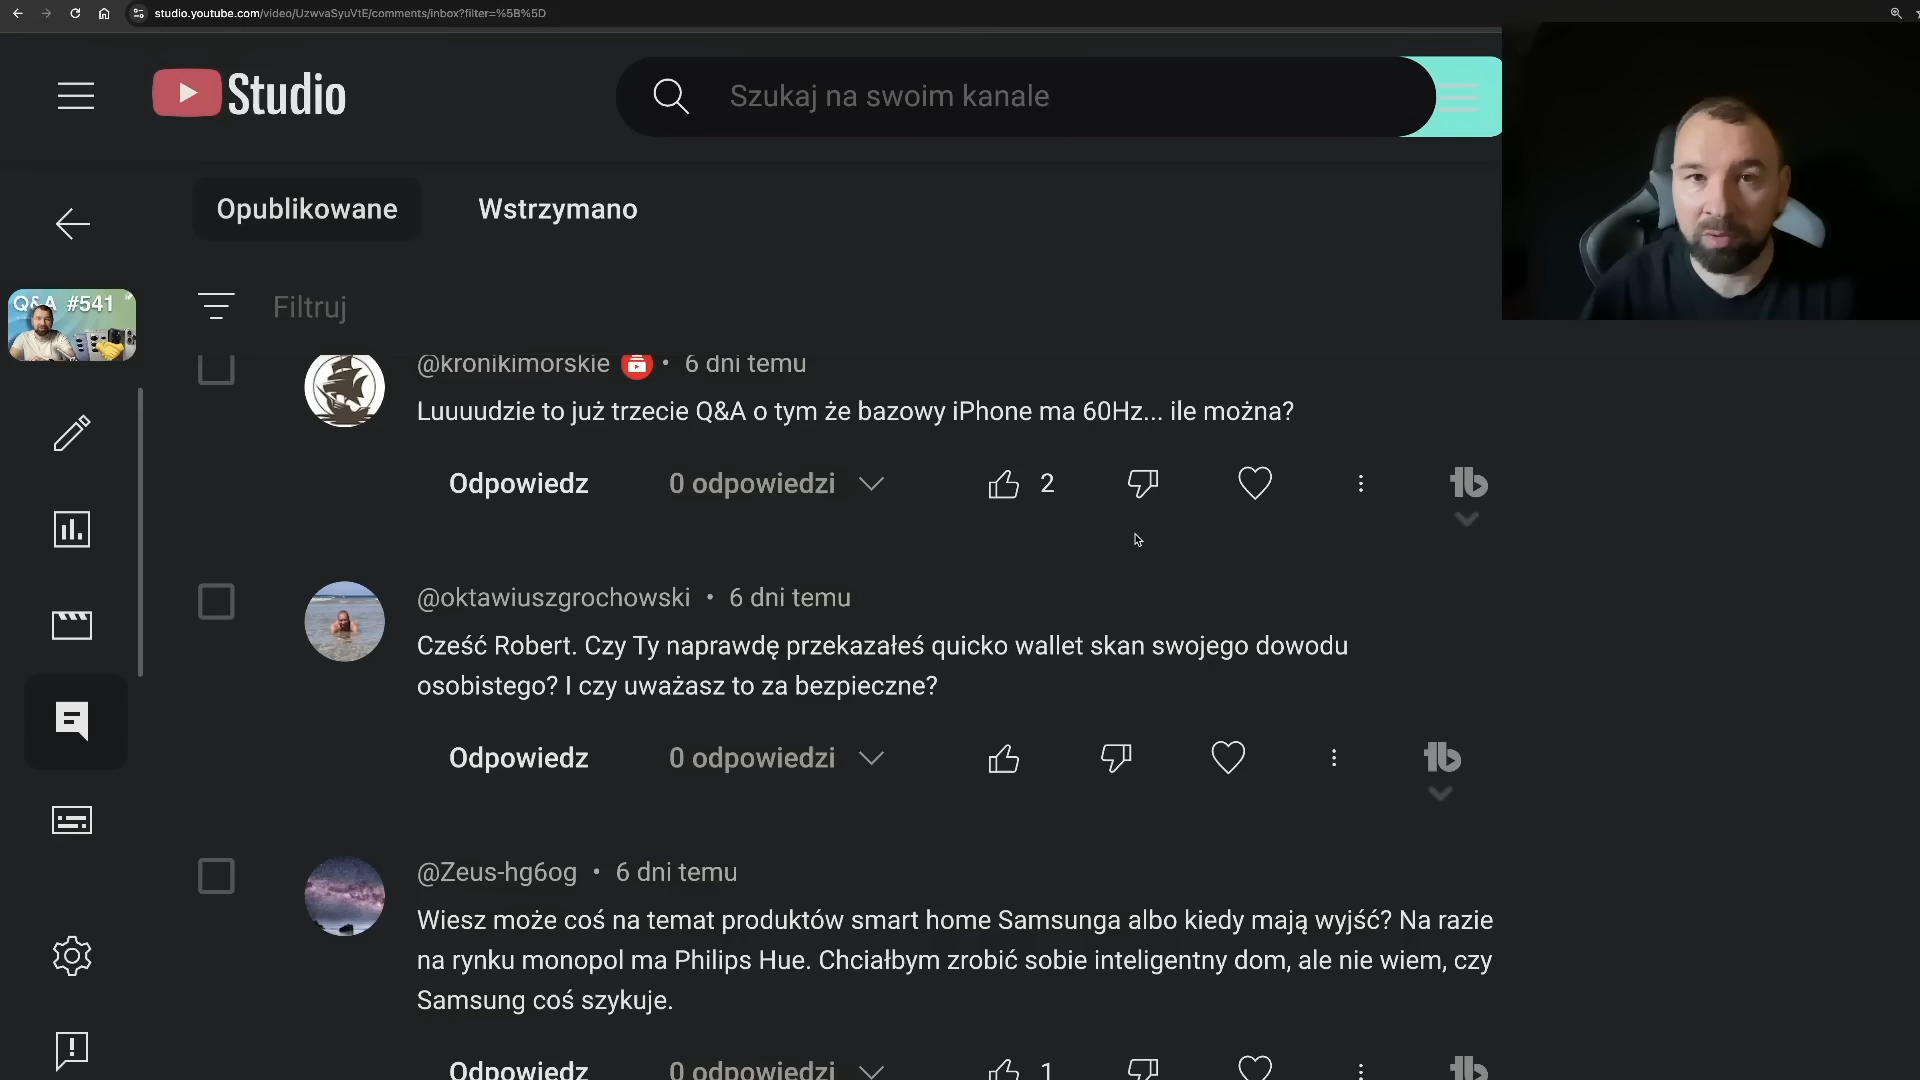 studio.youtube.com/video/UzwvaSyuVtE/comments/inbox?filter=%5B%5D
Studio
Szukaj na swoim kanale
Opublikowane
Wstrzymano
Q&A #541
Filtruj
@kronikimorskie • 6 dni temu
Luuuudzie to już trzecie Q&A o tym że bazowy iPhone ma 60Hz... ile można?
Odpowiedz 0 odpowiedzi 2
@oktawiuszgrochowski • 6 dni temu
Cześć Robert. Czy Ty naprawdę przekazałeś quicko wallet skan swojego dowodu
osobistego? I czy uważasz to za bezpieczne?
Odpowiedz 0 odpowiedzi
@Zeus-hg6og • 6 dni temu
Wiesz może coś na temat produktów smart home Samsunga albo kiedy mają wyjść? Na razie
na rynku monopol ma Philips Hue. Chciałbym zrobić sobie inteligentny dom, ale nie wiem, czy
Samsung coś szykuje.
Odpowiedz 0 odpowiedzi 1